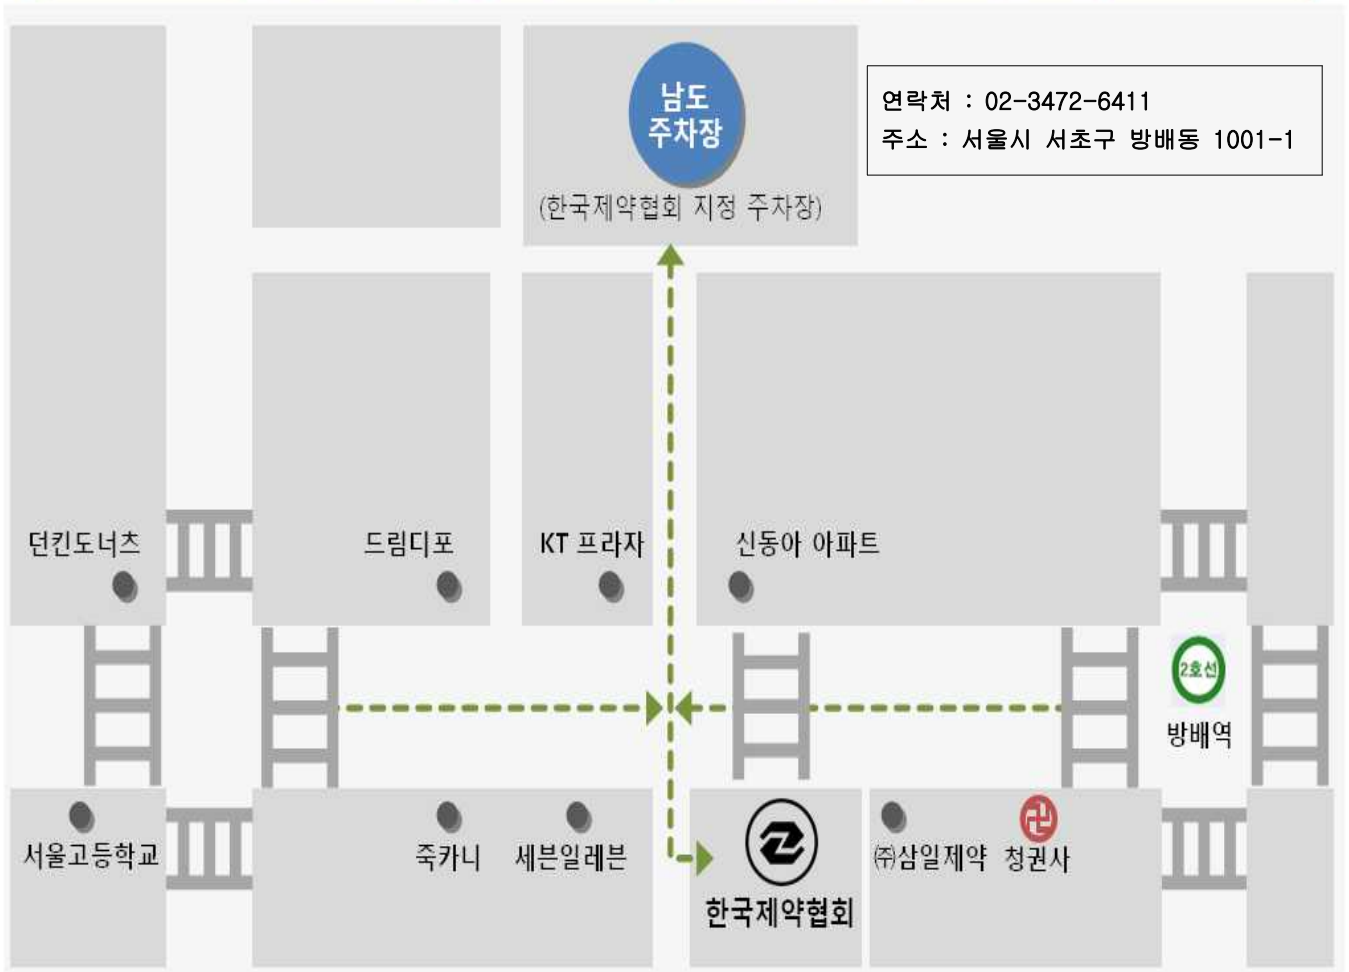 남도
주차장
(한국제약협회 지정 주차장)
연락처 : 02-3472-6411
주소 : 서울시 서초구 방배동 1001-1
던킨도너츠
드림디포
KT 프라자
신동아 아파트
2호선
방배역
서울고등학교
죽카니
세븐일레븐
한국제약협회
㈜삼일제약
청권사